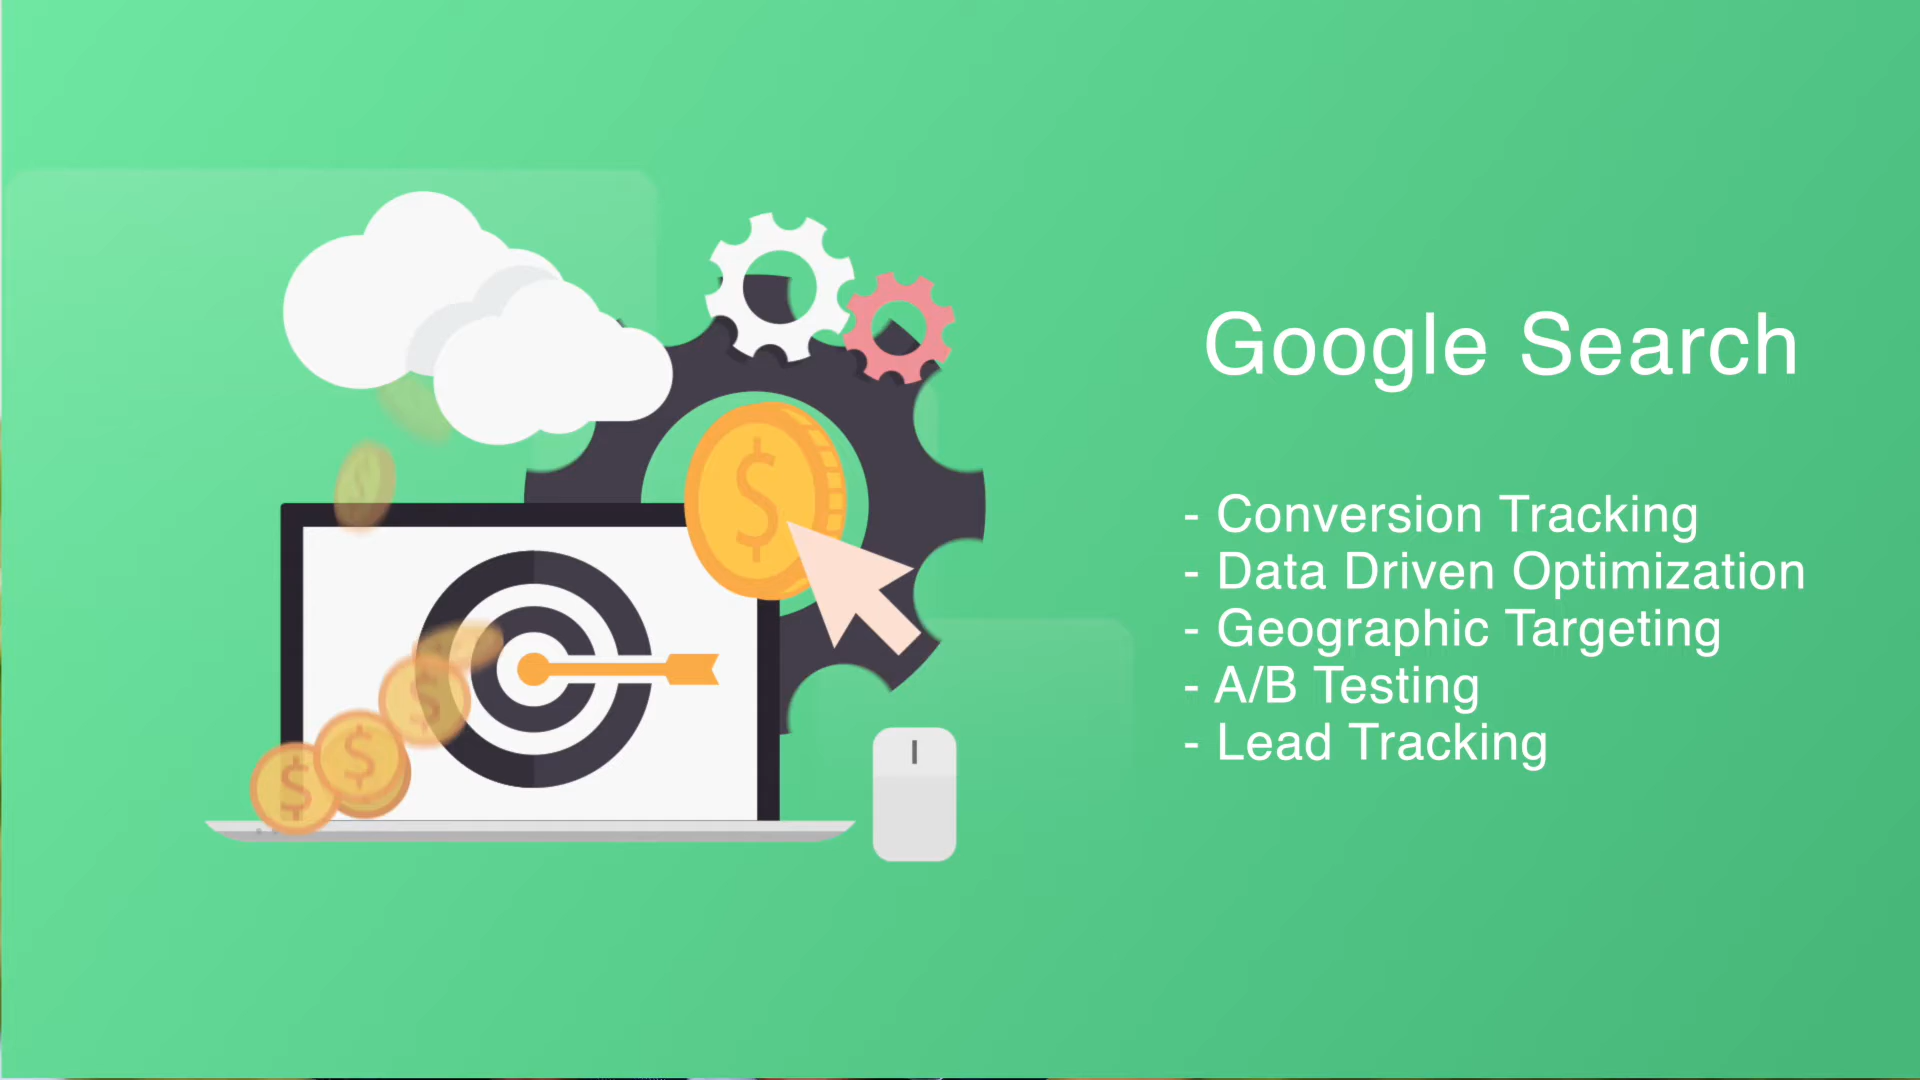 Google Search
- Conversion Tracking
- Data Driven Optimization
- Geographic Targeting
- A/B Testing
- Lead Tracking